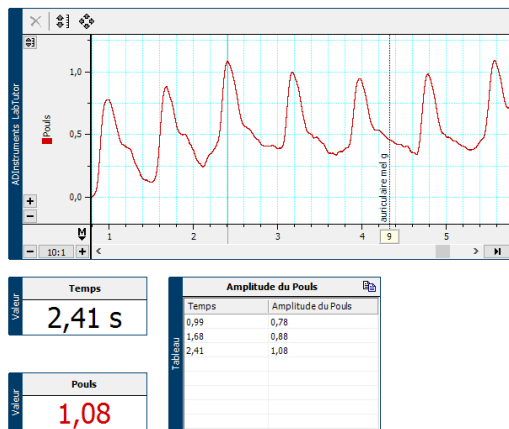 ADInstruments LabTutor
Pouls
1,0
0,5
0,0
auriculaire mel g
M
1
2
3
4
9
5
10:1
Valeur
Temps
2,41 s
Valeur
Pouls
1,08
Tableau
Amplitude du Pouls
Temps Amplitude du Pouls
0,99 0,78
1,68 0,88
2,41 1,08